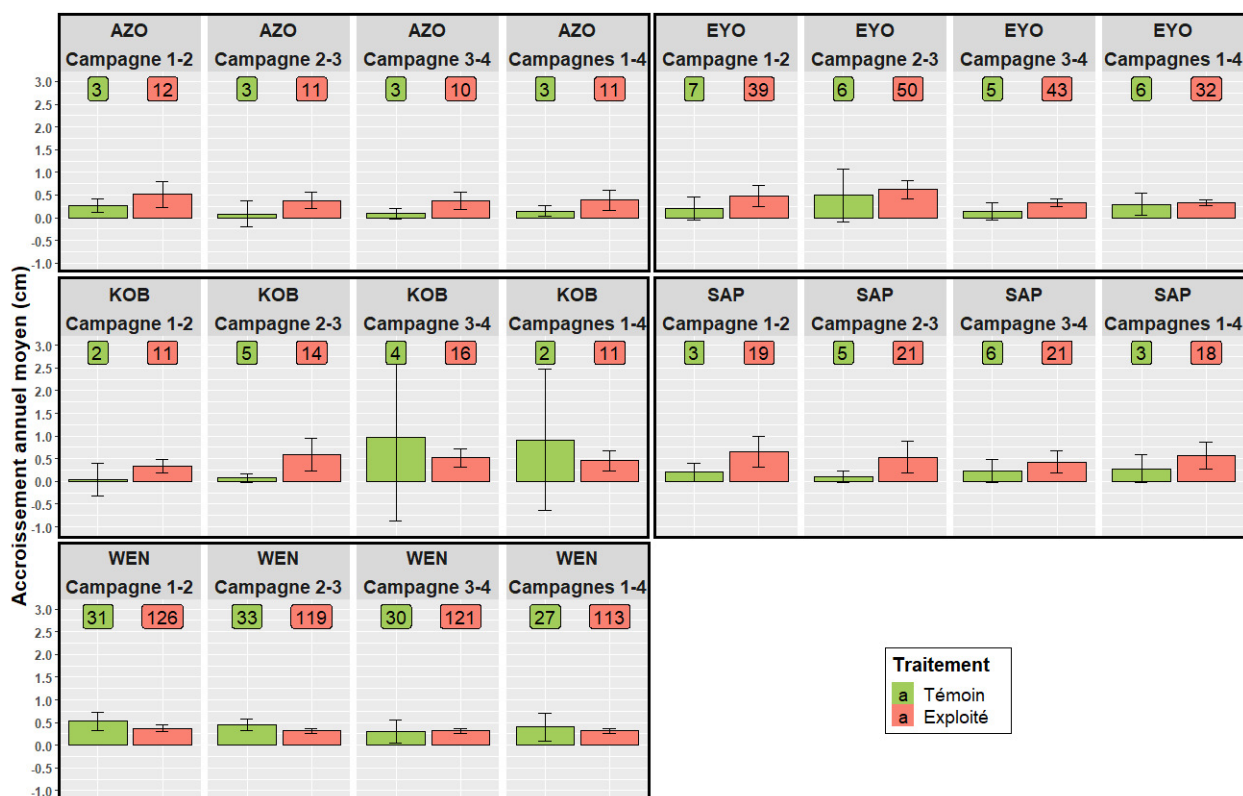 AZO AZO AZO AZO EYO EYO EYO EYO
Campagne 1-2 Campagne 2-3 Campagne 3-4 Campagnes 1-4 Campagne 1-2 Campagne 2-3 Campagne 3-4 Campagnes 1-4
3 12 3 11 3 10 3 11 7 39 6 50 5 43 6 32
3.0
2.5
2.0
1.5
1.0
0.5
0.0
-0.5
-1.0
KOB KOB KOB KOB SAP SAP SAP SAP
Campagne 1-2 Campagne 2-3 Campagne 3-4 Campagnes 1-4 Campagne 1-2 Campagne 2-3 Campagne 3-4 Campagnes 1-4
2 11 5 14 4 16 2 11 3 19 5 21 6 21 3 18
3.0
2.5
2.0
1.5
1.0
0.5
0.0
-0.5
-1.0
WEN WEN WEN WEN
Campagne 1-2 Campagne 2-3 Campagne 3-4 Campagnes 1-4
31 126 33 119 30 121 27 113
3.0
2.5
2.0
1.5
1.0
0.5
0.0
-0.5
-1.0
Accroissement annuel moyen (cm)
Traitement
a Témoin
a Exploité